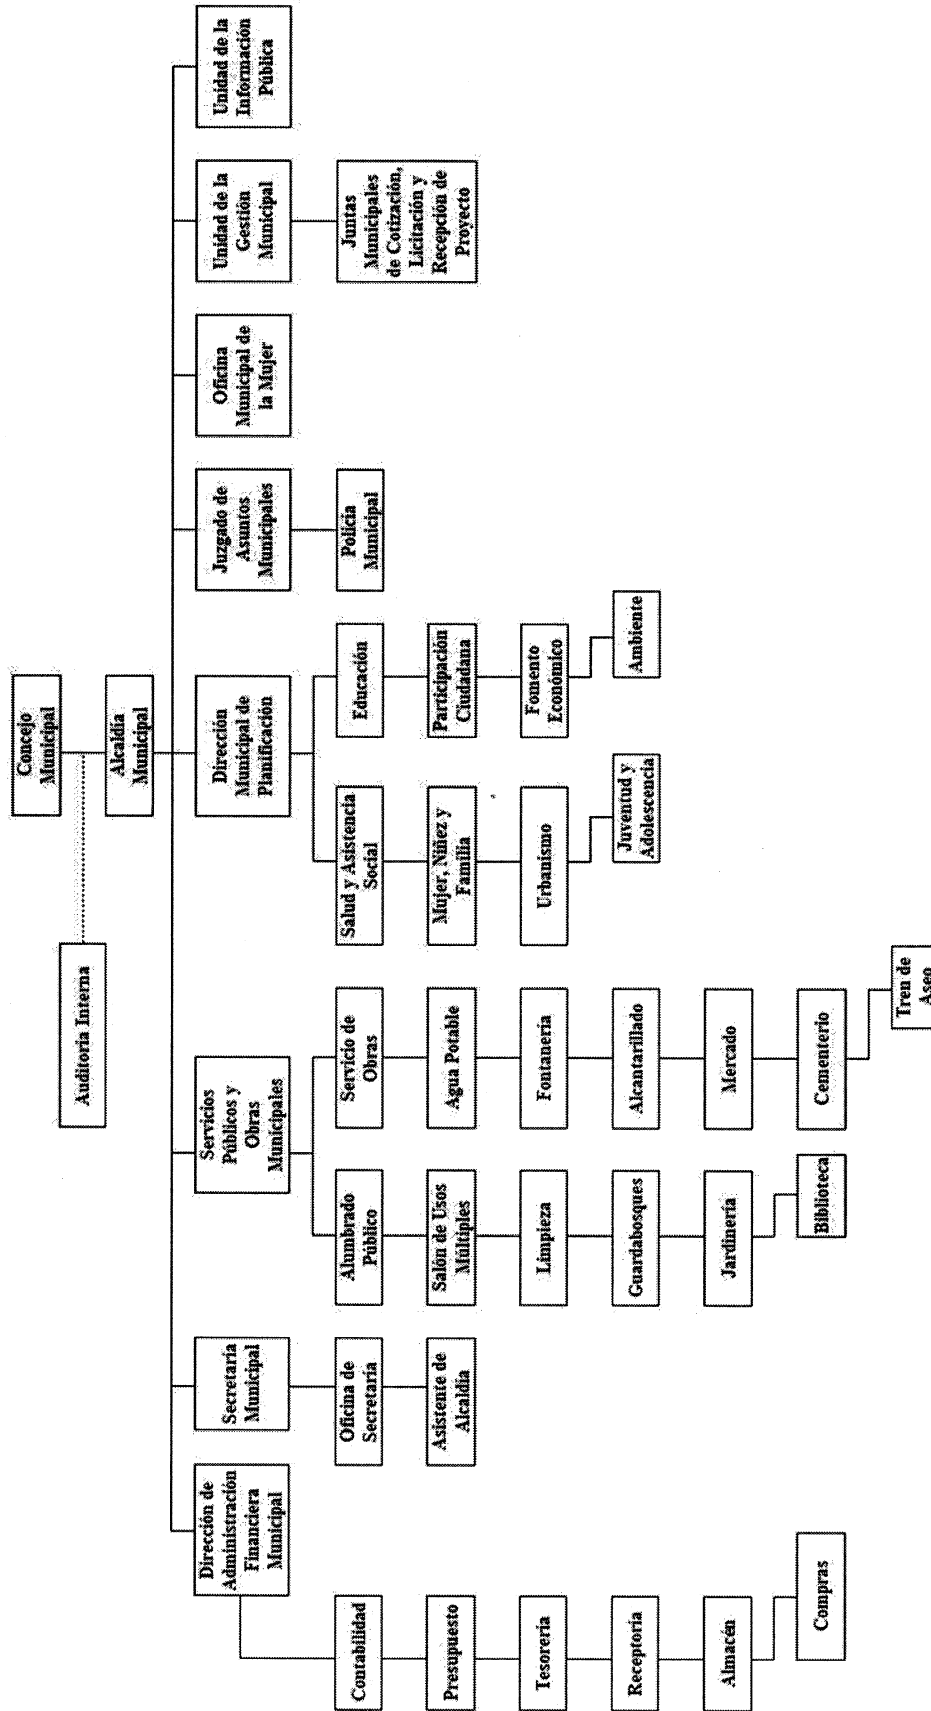 Concejo
Municipal
Auditoría Interna
Alcaldía
Municipal
Dirección de
Administración
Financiera
Municipal
Secretaría
Municipal
Servicios
Públicos y
Obras
Municipales
Dirección
Municipal de
Planificación
Juzgado de
Asuntos
Municipales
Oficina
Municipal de
la Mujer
Unidad de la
Gestión
Municipal
Unidad de la
Información
Pública
Contabilidad
Presupuesto
Tesorería
Receptoría
Almacén
Compras
Oficina de
Secretaría
Asistente de
Alcaldía
Alumbrado
Público
Salón de Usos
Múltiples
Limpieza
Guardabosques
Jardinería
Biblioteca
Servicio de
Obras
Agua Potable
Fontanería
Alcantarillado
Mercado
Cementerio
Tren de
Aseo
Salud y Asistencia
Social
Mujer, Niñez y
Familia
Urbanismo
Juventud y
Adolescencia
Educación
Participación
Ciudadana
Fomento
Económico
Ambiente
Policía
Municipal
Juntas
Municipales
de Cotización,
Licitación y
Recepción de
Proyecto